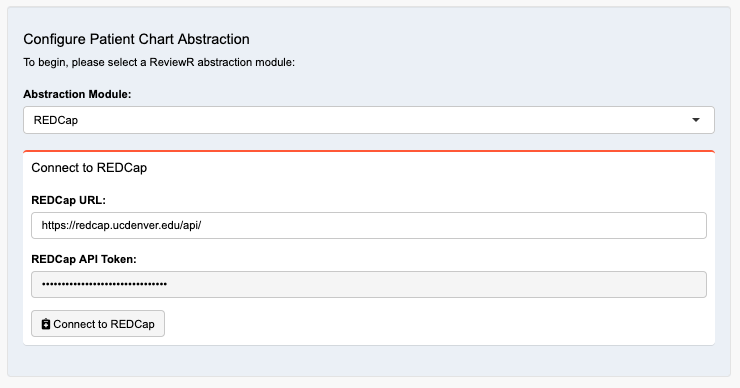 Configure Patient Chart Abstraction
To begin, please select a ReviewR abstraction module:
Abstraction Module:
REDCap
Connect to REDCap
REDCap URL:
https://redcap.ucdenver.edu/api/
REDCap API Token:
••••••••••••••••••••••••••••••••
Connect to REDCap